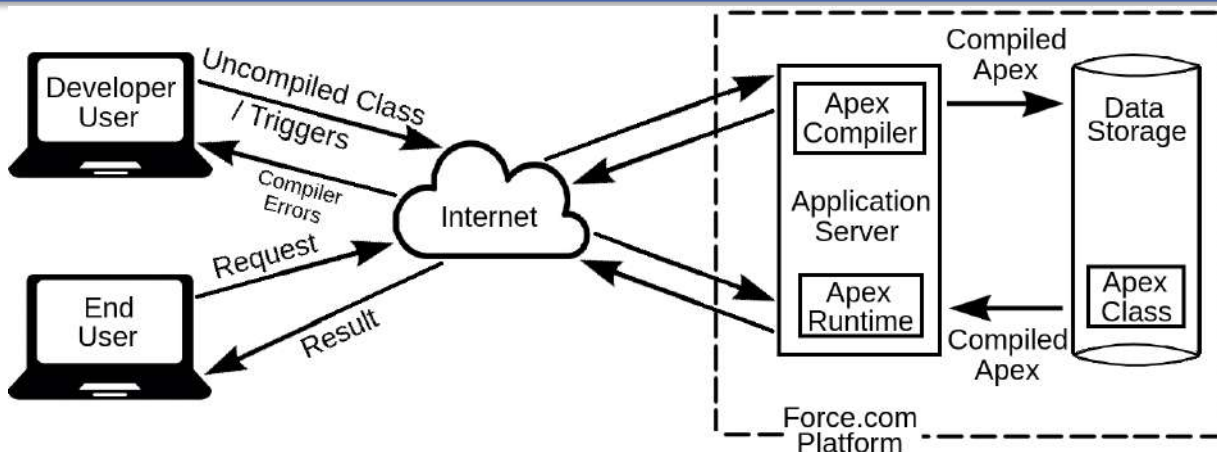 Developer
User
Uncompiled Class
/ Triggers
Compiler
Errors
Internet
Request
Result
End
User
Apex
Compiler
Application
Server
Apex
Runtime
Compiled
Apex
Data
Storage
Apex
Class
Compiled
Apex
Force.com
Platform